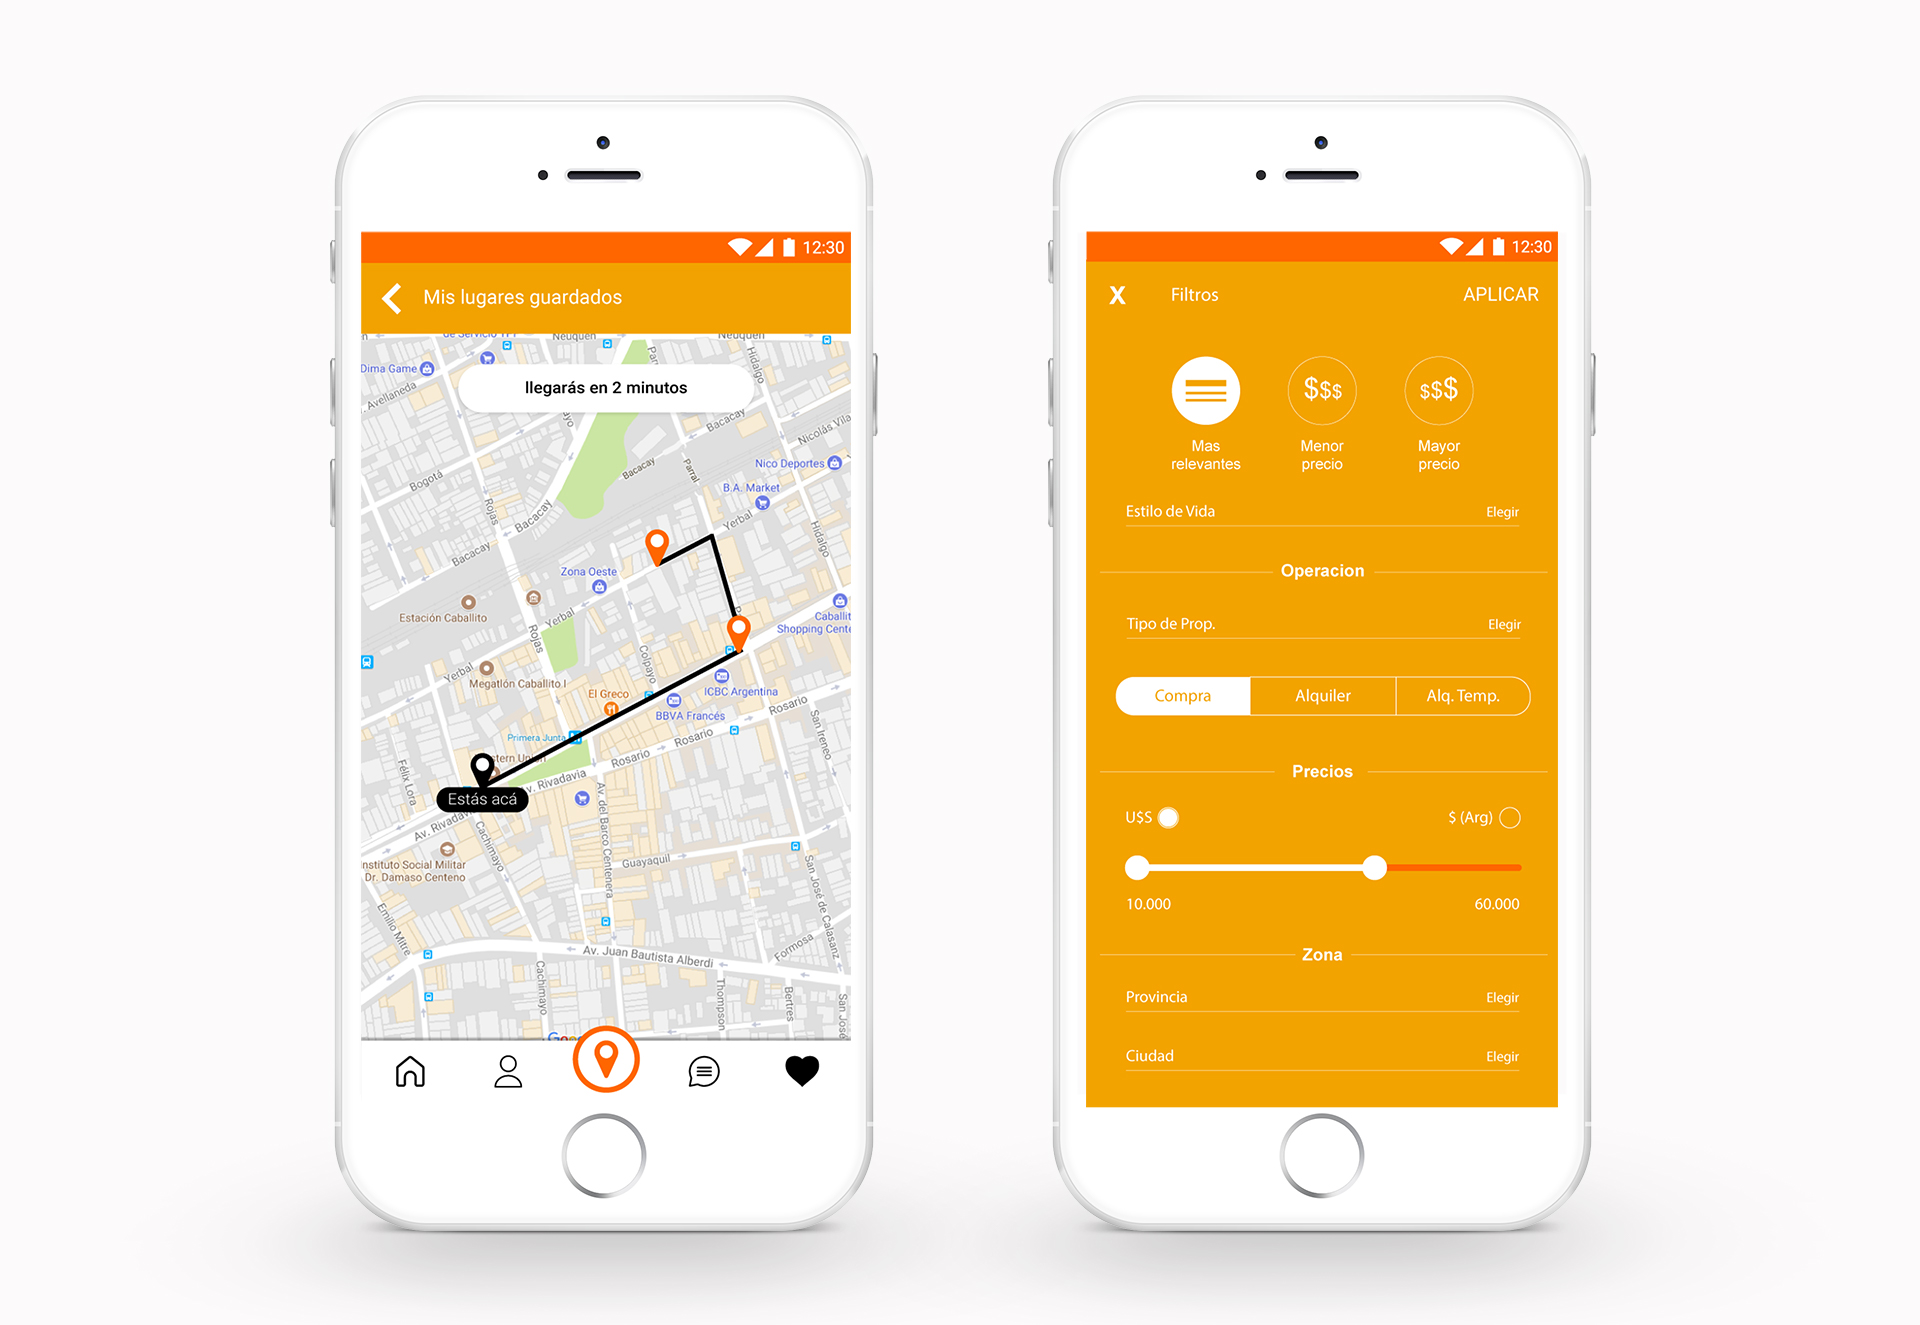 12:30
Mis lugares guardados
Neuquen
Neuquen
Dima Game
Avellaneda
llegarás en 2 minutos
Hidalgo
Bacacay
Nicolás Vila
Bogotá
Bacacay
Parral
Nico Deportes
B.A. Market
Rojas
Bacacay
Yerbal
Hidalgo
Bacacay
Zona Oeste
Estación Caballito
Yerbal
Caballit
Shopping Cente
Rojas
Colpayo
Yerbal
Megatlón Caballito I
El Greco
ICBC Argentina
BBVA Francés
Rosario
Primera Junta
Rosario
San Ireneo
stern Union
Rosario
Félix Lora
Av. Rivadavia
Estás acá
Av. Rivadavia
Cachimayo
Av. del Barco Centenera
Guayaquil
nstituto Social Militar
Dr. Damaso Centeno
San José de Calasanz
Emilio Mitre
Formosa
Av. Juan Bautista Alberdi
Cachimayo
Thompson
Bertres
San José
12:30
X Filtros APLICAR
$$$ $$$
Mas relevantes
Menor precio
Mayor precio
Estilo de Vida Elegir
Operacion
Tipo de Prop. Elegir
Compra Alquiler Alq. Temp.
Precios
U$S $ (Arg)
10.000 60.000
Zona
Provincia Elegir
Ciudad Elegir